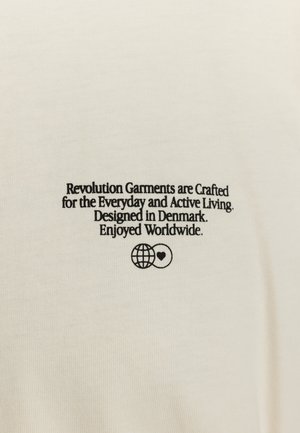 Revolution Garments are Crafted
for the Everyday and Active Living.
Designed in Denmark.
Enjoyed Worldwide.